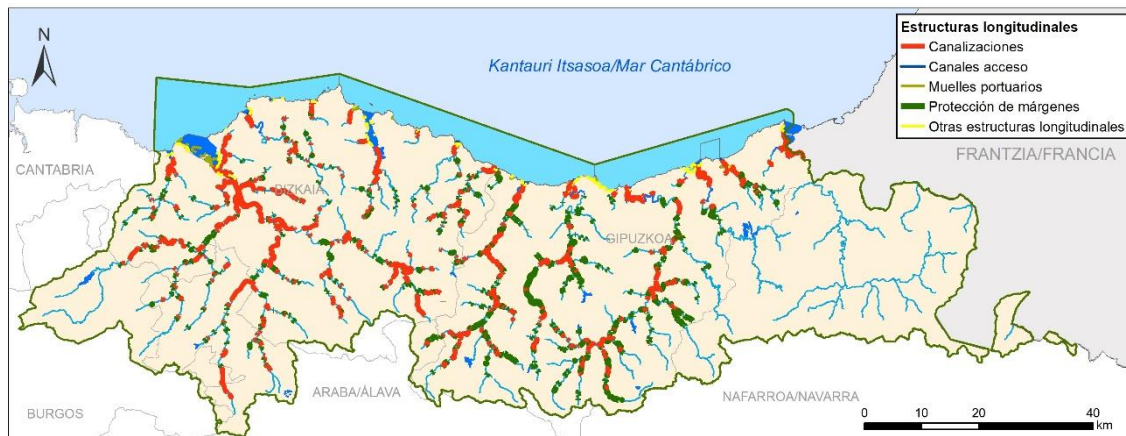 N
Kantauri Itsasoa/Mar Cantábrico
Estructuras longitudinales
Canalizaciones
Canales acceso
Muelles portuarios
Protección de márgenes
Otras estructuras longitudinales
CANTABRIA
FRANTZIA/FRANCIA
BIZKAIA
GIPUZKOA
ARABA/ÁLAVA
NAFARROA/NAVARRA
BURGOS
0 10 20 40
km